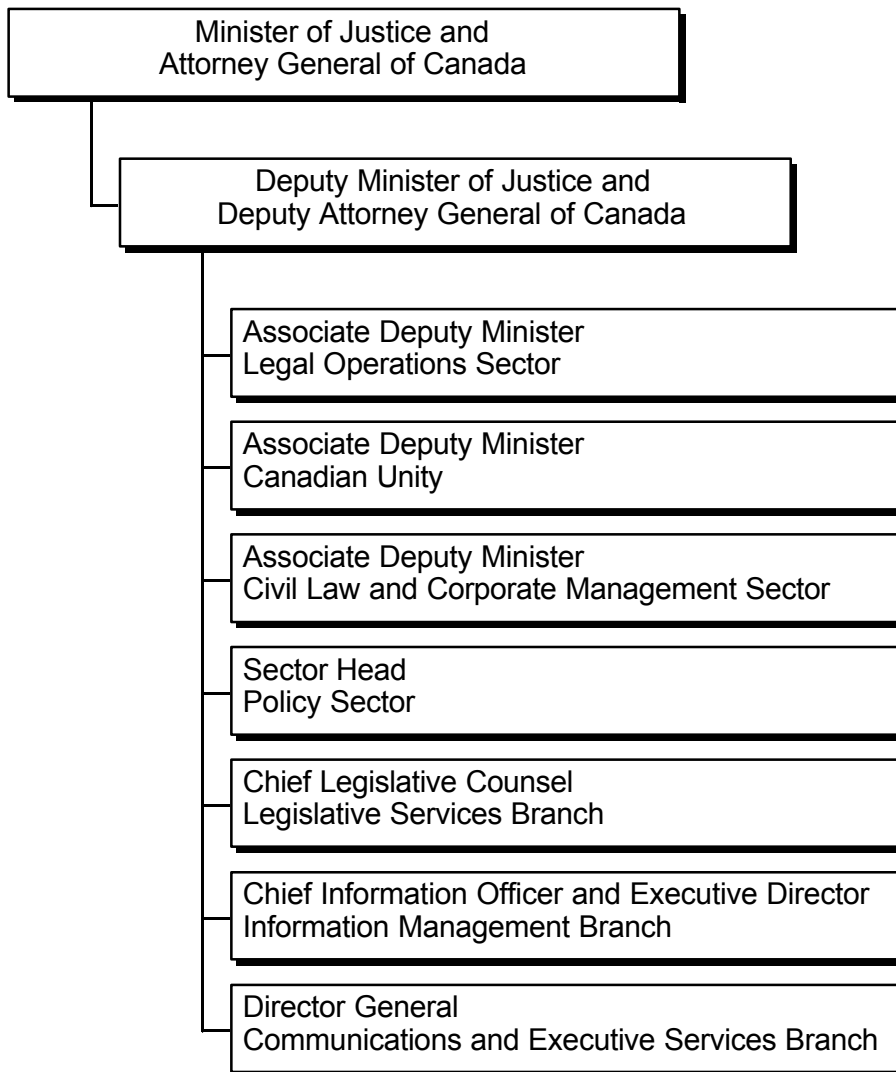 Minister of Justice and
Attorney General of Canada
Deputy Minister of Justice and
Deputy Attorney General of Canada
Associate Deputy Minister
Legal Operations Sector
Associate Deputy Minister
Canadian Unity
Associate Deputy Minister
Civil Law and Corporate Management Sector
Sector Head
Policy Sector
Chief Legislative Counsel
Legislative Services Branch
Chief Information Officer and Executive Director
Information Management Branch
Director General
Communications and Executive Services Branch